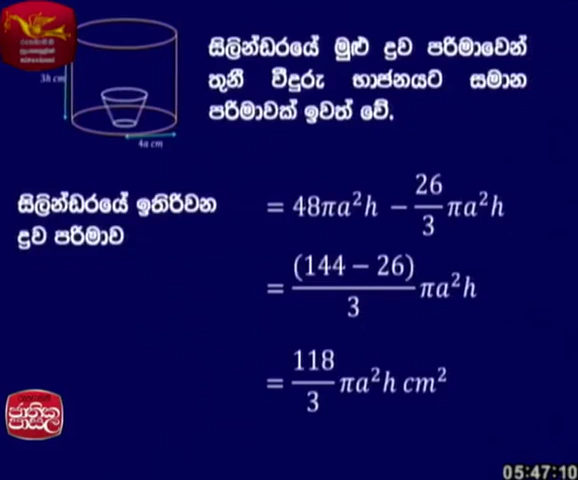 සිලින්ඩරයේ මුළු ද්‍රව පරිමාවෙන්
තුනී වීදුරු භාජනයට සමාන
පරිමාවක් ඉවත් වේ.
3h cm
4a cm
සිලින්ඩරයේ ඉතිරිවන
ද්‍රව පරිමාව
= 48πa²h − 26/3 πa²h
= (144 − 26)/3 πa²h
= 118/3 πa²h cm²
ජාතික
පාසල
05:47:10